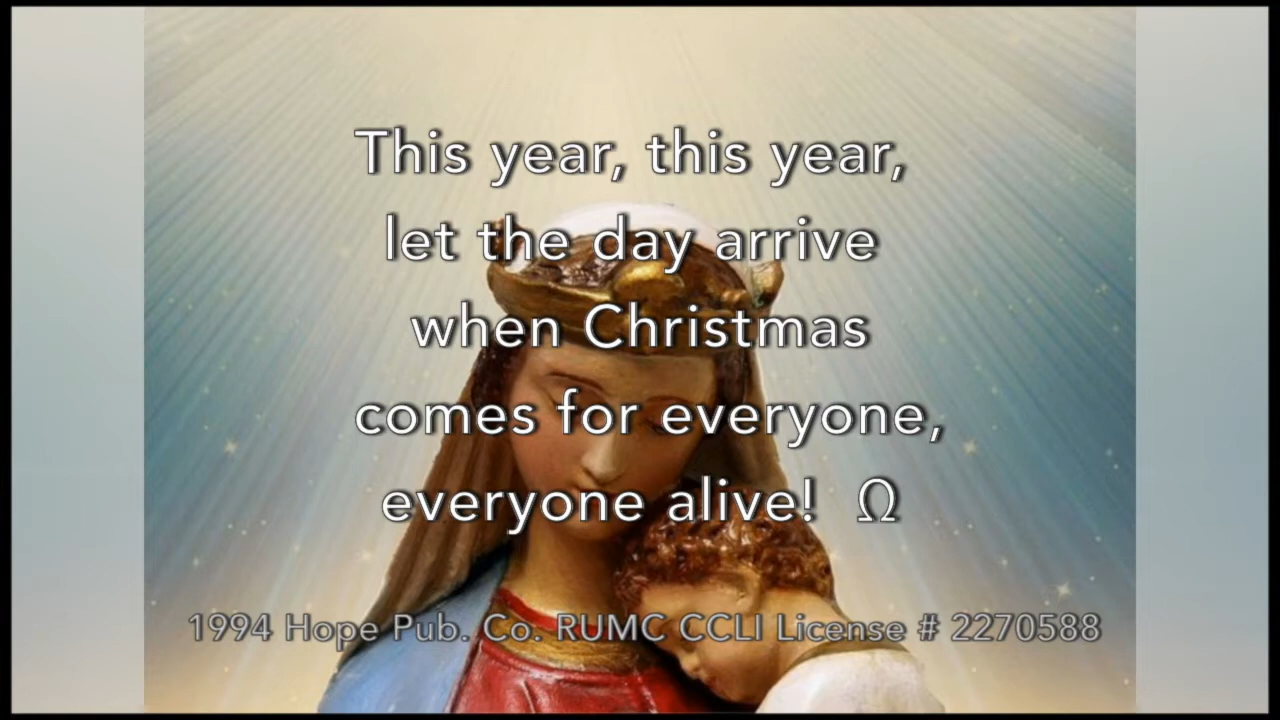 This year, this year,
let the day arrive
when Christmas
comes for everyone,
everyone alive! Ω
1994 Hope Pub. Co. RUMC CCLI License # 2270588